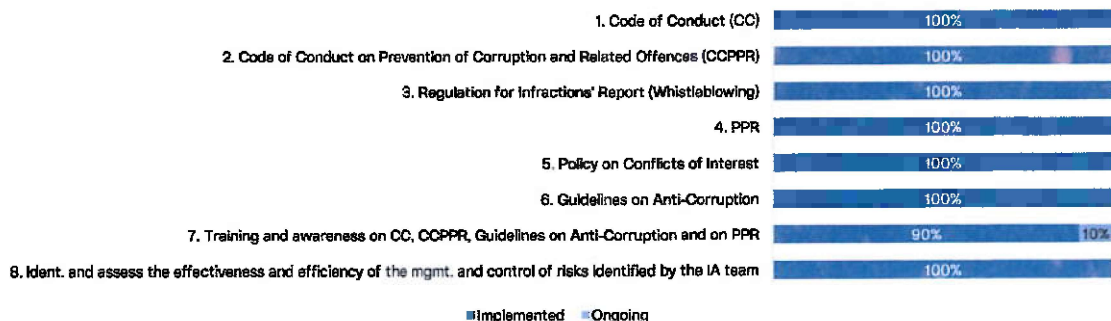 1. Code of Conduct (CC) 100%
2. Code of Conduct on Prevention of Corruption and Related Offences (CCPPR) 100%
3. Regulation for Infractions' Report (Whistleblowing) 100%
4. PPR 100%
5. Policy on Conflicts of Interest 100%
6. Guidelines on Anti-Corruption 100%
7. Training and awareness on CC, CCPPR, Guidelines on Anti-Corruption and on PPR 90% 10%
8. Ident. and assess the effectiveness and efficiency of the mgmt. and control of risks identified by the IA team 100%
Implemented Ongoing